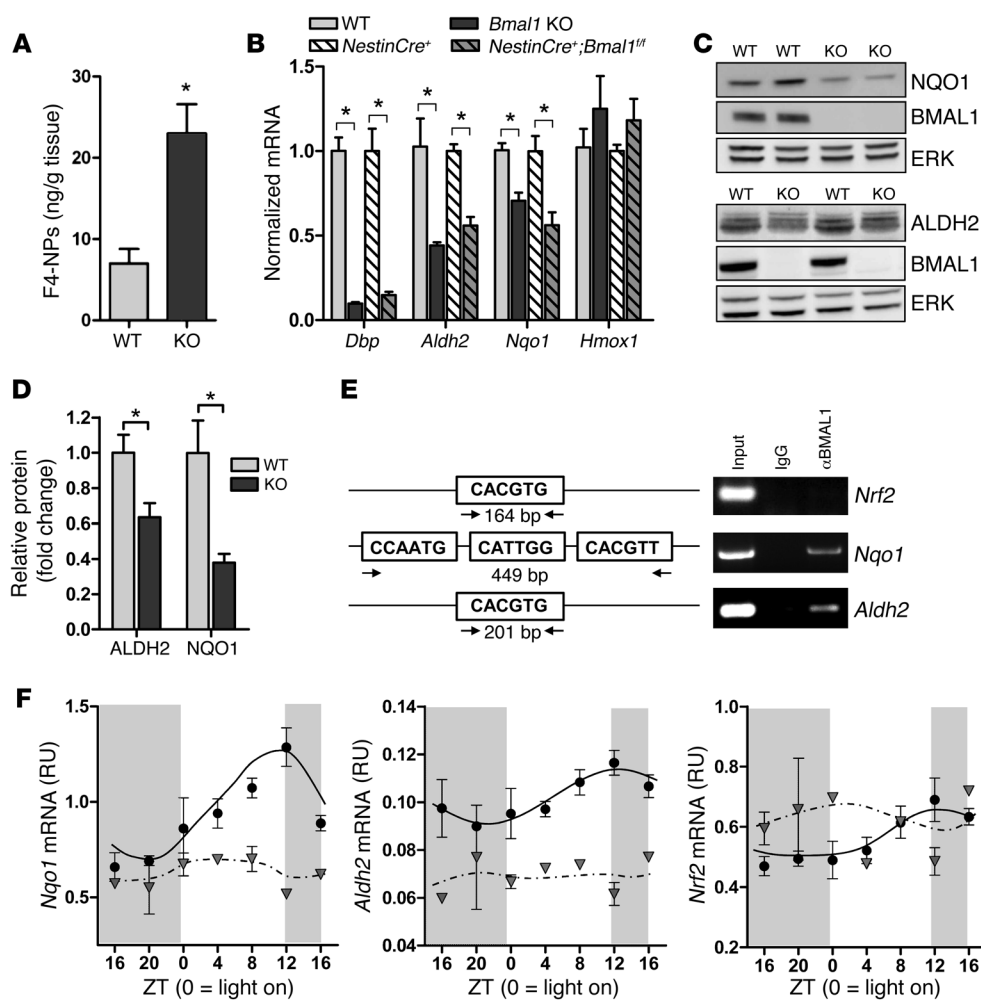 WT
Bmal1 KO
NestinCre+
NestinCre+;Bmal1f/f
A
F4-NPs (ng/g tissue)
30
20
10
0
*
WT KO
B
Normalized mRNA
1.5
1.0
0.5
0.0
* * * * * *
Dbp Aldh2 Nqo1 Hmox1
C
WT WT KO KO
NQO1
BMAL1
ERK
WT KO WT KO
ALDH2
BMAL1
ERK
D
Relative protein
(fold change)
1.2
1.0
0.8
0.6
0.4
0.2
0.0
* *
WT
KO
ALDH2 NQO1
E
Input IgG αBMAL1
CACGTG
164 bp
Nrf2
CCAATG CATTGG CACGTT
449 bp
Nqo1
CACGTG
201 bp
Aldh2
F
Nqo1 mRNA (RU)
1.5
1.0
0.5
16 20 0 4 8 12 16
ZT (0 = light on)
Aldh2 mRNA (RU)
0.14
0.12
0.10
0.08
0.06
0.04
16 20 0 4 8 12 16
ZT (0 = light on)
Nrf2 mRNA (RU)
1.0
0.8
0.6
0.4
0.2
16 20 0 4 8 12 16
ZT (0 = light on)